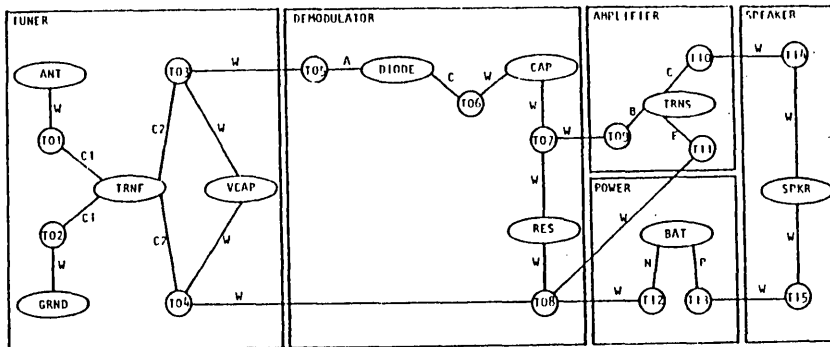 TUNER
DEMODULATOR
AMPLIFIER
SPEAKER
ANT
W
T01
C1
TRNF
C1
T02
W
GRND
T03
C2
C2
T04
W
W
VCAP
W
W
T05
A
DIODE
C
T06
W
CAP
W
T07
W
W
RES
W
T08
W
W
T09
B
C
T10
TRNS
E
T11
W
POWER
BAT
N
P
T12
T13
W
T14
W
SPKR
W
T15